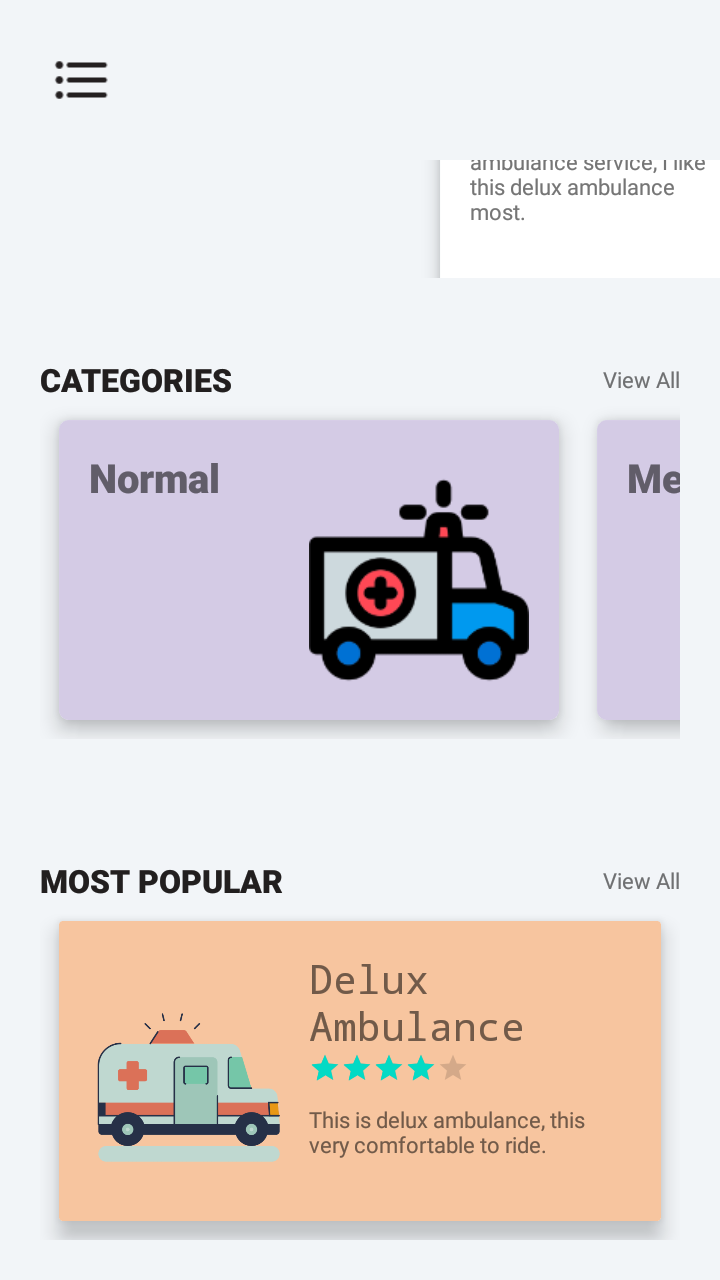 ambulance service, I like
this delux ambulance
most.
CATEGORIES
View All
Normal
Me
MOST POPULAR
View All
Delux
Ambulance
This is delux ambulance, this
very comfortable to ride.